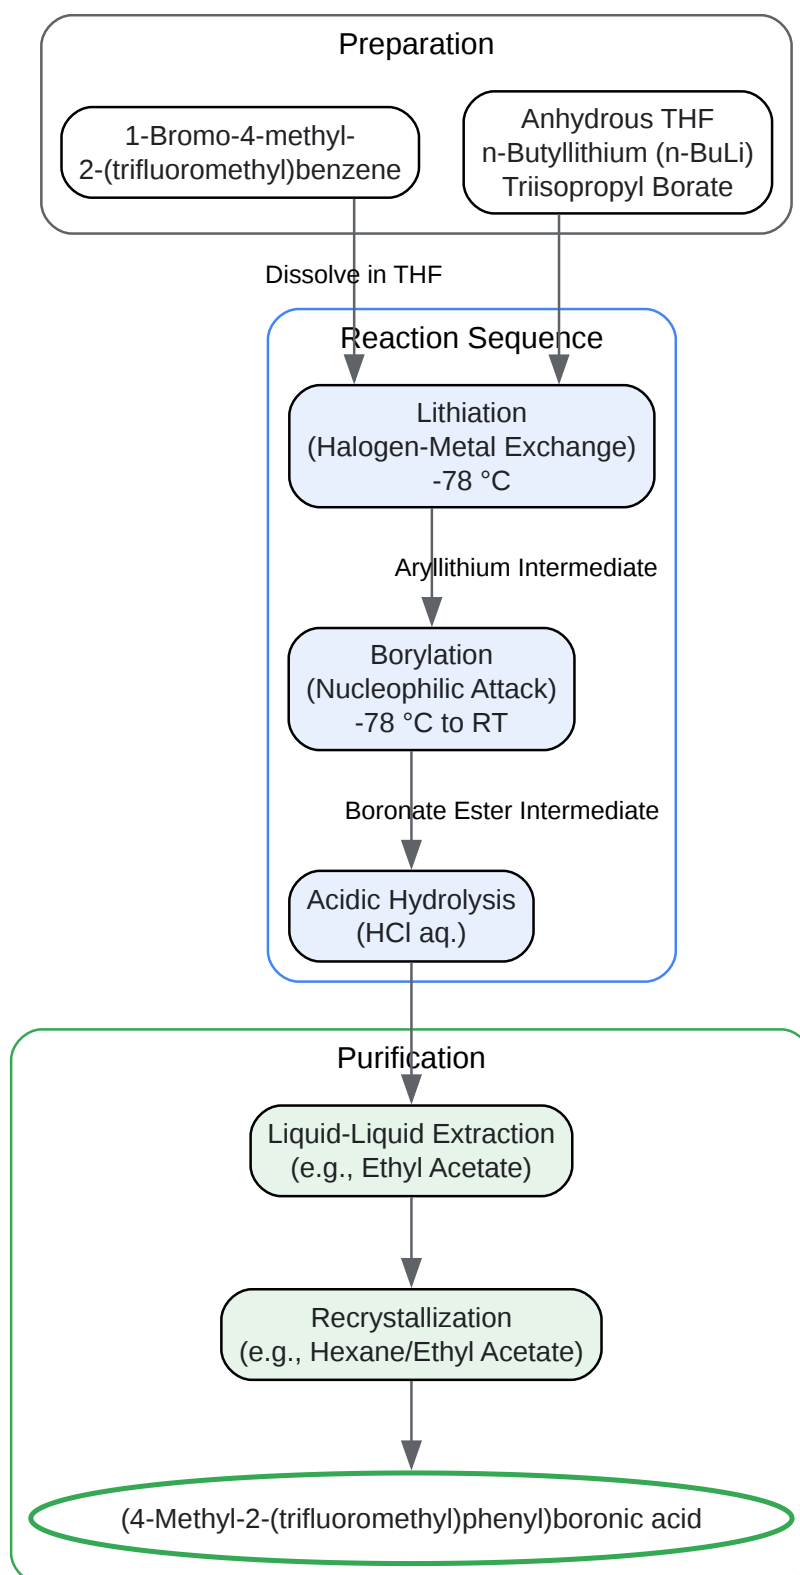 Preparation
1-Bromo-4-methyl-
2-(trifluoromethyl)benzene
Anhydrous THF
n-Butyllithium (n-BuLi)
Triisopropyl Borate
Dissolve in THF
Reaction Sequence
Lithiation
(Halogen-Metal Exchange)
-78 °C
Aryllithium Intermediate
Borylation
(Nucleophilic Attack)
-78 °C to RT
Boronate Ester Intermediate
Acidic Hydrolysis
(HCl aq.)
Purification
Liquid-Liquid Extraction
(e.g., Ethyl Acetate)
Recrystallization
(e.g., Hexane/Ethyl Acetate)
(4-Methyl-2-(trifluoromethyl)phenyl)boronic acid